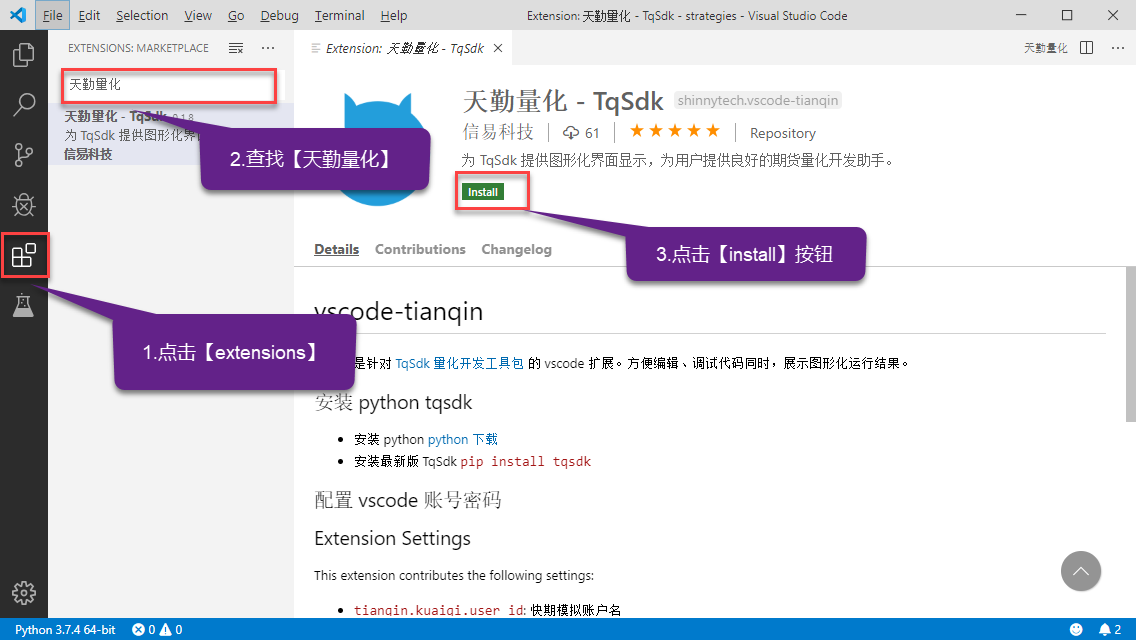 File Edit Selection View Go Debug Terminal Help
Extension: 天勤量化 - TqSdk - strategies - Visual Studio Code
EXTENSIONS: MARKETPLACE
天勤量化
天勤量化 - TqSdk 0.1.8
为 TqSdk 提供图形化界
信易科技
Extension: 天勤量化 - TqSdk
天勤量化
天勤量化 - TqSdk shinnytech.vscode-tianqin
信易科技 61 Repository
为 TqSdk 提供图形化界面显示，为用户提供良好的期货量化开发助手。
Install
2.查找【天勤量化】
3.点击【install】按钮
1.点击【extensions】
Details Contributions Changelog
vscode-tianqin
是针对 TqSdk 量化开发工具包 的 vscode 扩展。方便编辑、调试代码同时，展示图形化运行结果。
安装 python tqsdk
安装 python python 下载
安装最新版 TqSdk pip install tqsdk
配置 vscode 账号密码
Extension Settings
This extension contributes the following settings:
tianqin.kuaiqi.user_id: 快期模拟账户名
Python 3.7.4 64-bit 0 0 2